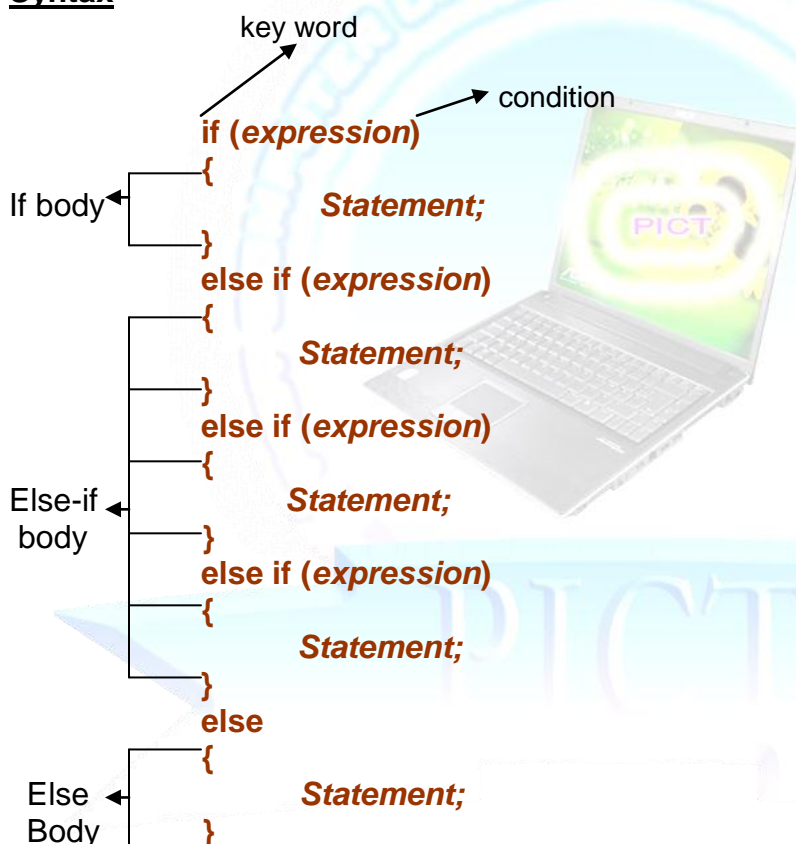 Syntax
key word
condition
if (expression)
{
If body
Statement;
}
else if (expression)
{
Statement;
}
else if (expression)
{
Else-if
body
Statement;
}
else if (expression)
{
Statement;
}
else
{
Else
Body
Statement;
}
PICT
PICT